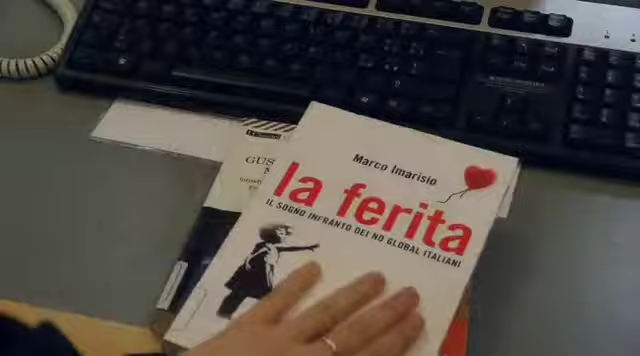 Marco Imarisio
la ferita
IL SOGNO INFRANTO DEI NO GLOBAL ITALIANI
GUS